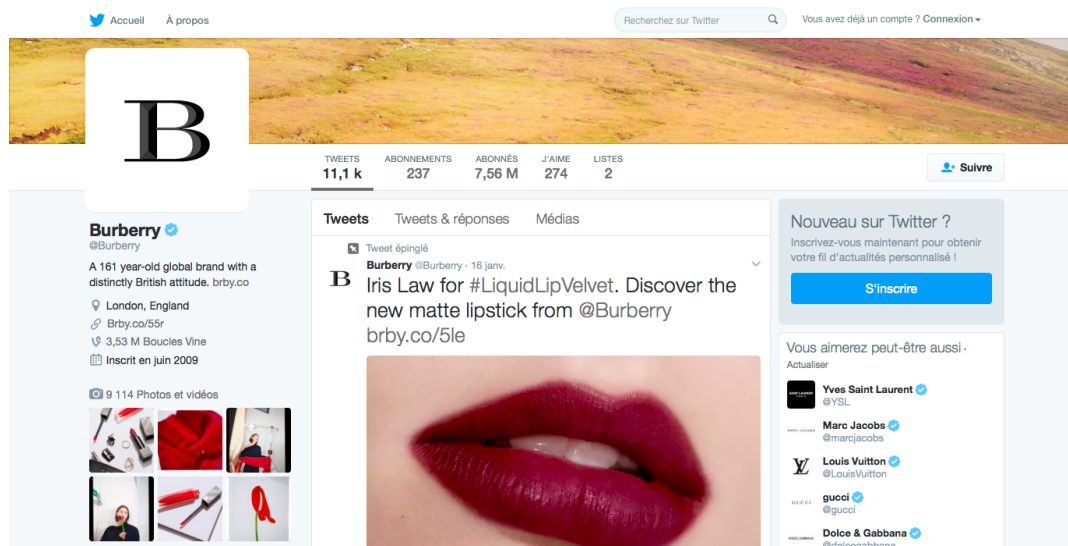 Accueil À propos
Recherchez sur Twitter
Vous avez déjà un compte ? Connexion
B
TWEETS ABONNEMENTS ABONNÉS J'AIME LISTES
11,1 k 237 7,56 M 274 2
Suivre
Burberry
@Burberry
A 161 year-old global brand with a
distinctly British attitude. brby.co
London, England
Brby.co/55r
3,53 M Boucles Vine
Inscrit en juin 2009
9 114 Photos et vidéos
Tweets Tweets & réponses Médias
Tweet épinglé
B
Burberry @Burberry · 16 janv.
Iris Law for #LiquidLipVelvet. Discover the
new matte lipstick from @Burberry
brby.co/5le
Nouveau sur Twitter ?
Inscrivez-vous maintenant pour obtenir
votre fil d'actualités personnalisé !
S'inscrire
Vous aimerez peut-être aussi ·
Actualiser
Yves Saint Laurent
@YSL
Marc Jacobs
@marcjacobs
LV
Louis Vuitton
@LouisVuitton
GUCCI
gucci
@gucci
Dolce & Gabbana
@dolcegabbana